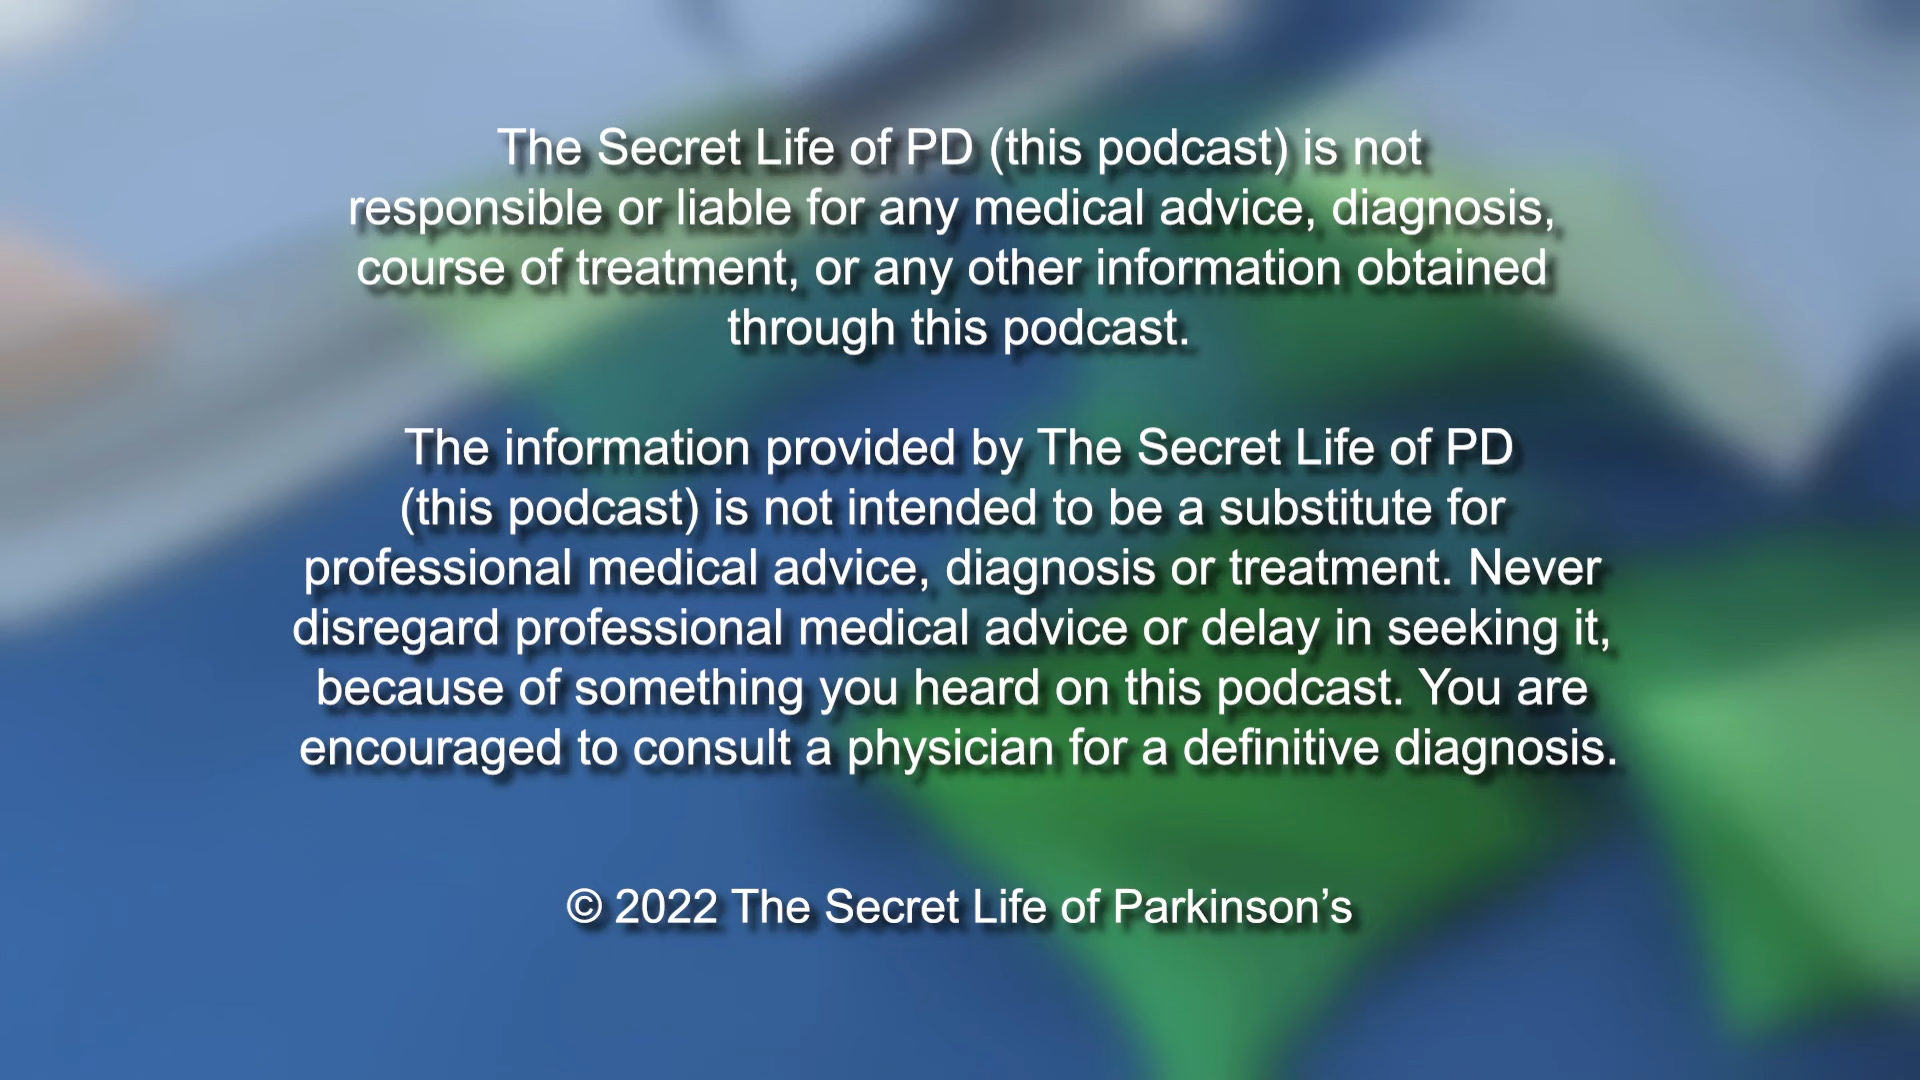 The Secret Life of PD (this podcast) is not
responsible or liable for any medical advice, diagnosis,
course of treatment, or any other information obtained
through this podcast.
The information provided by The Secret Life of PD
(this podcast) is not intended to be a substitute for
professional medical advice, diagnosis or treatment. Never
disregard professional medical advice or delay in seeking it,
because of something you heard on this podcast. You are
encouraged to consult a physician for a definitive diagnosis.
© 2022 The Secret Life of Parkinson’s